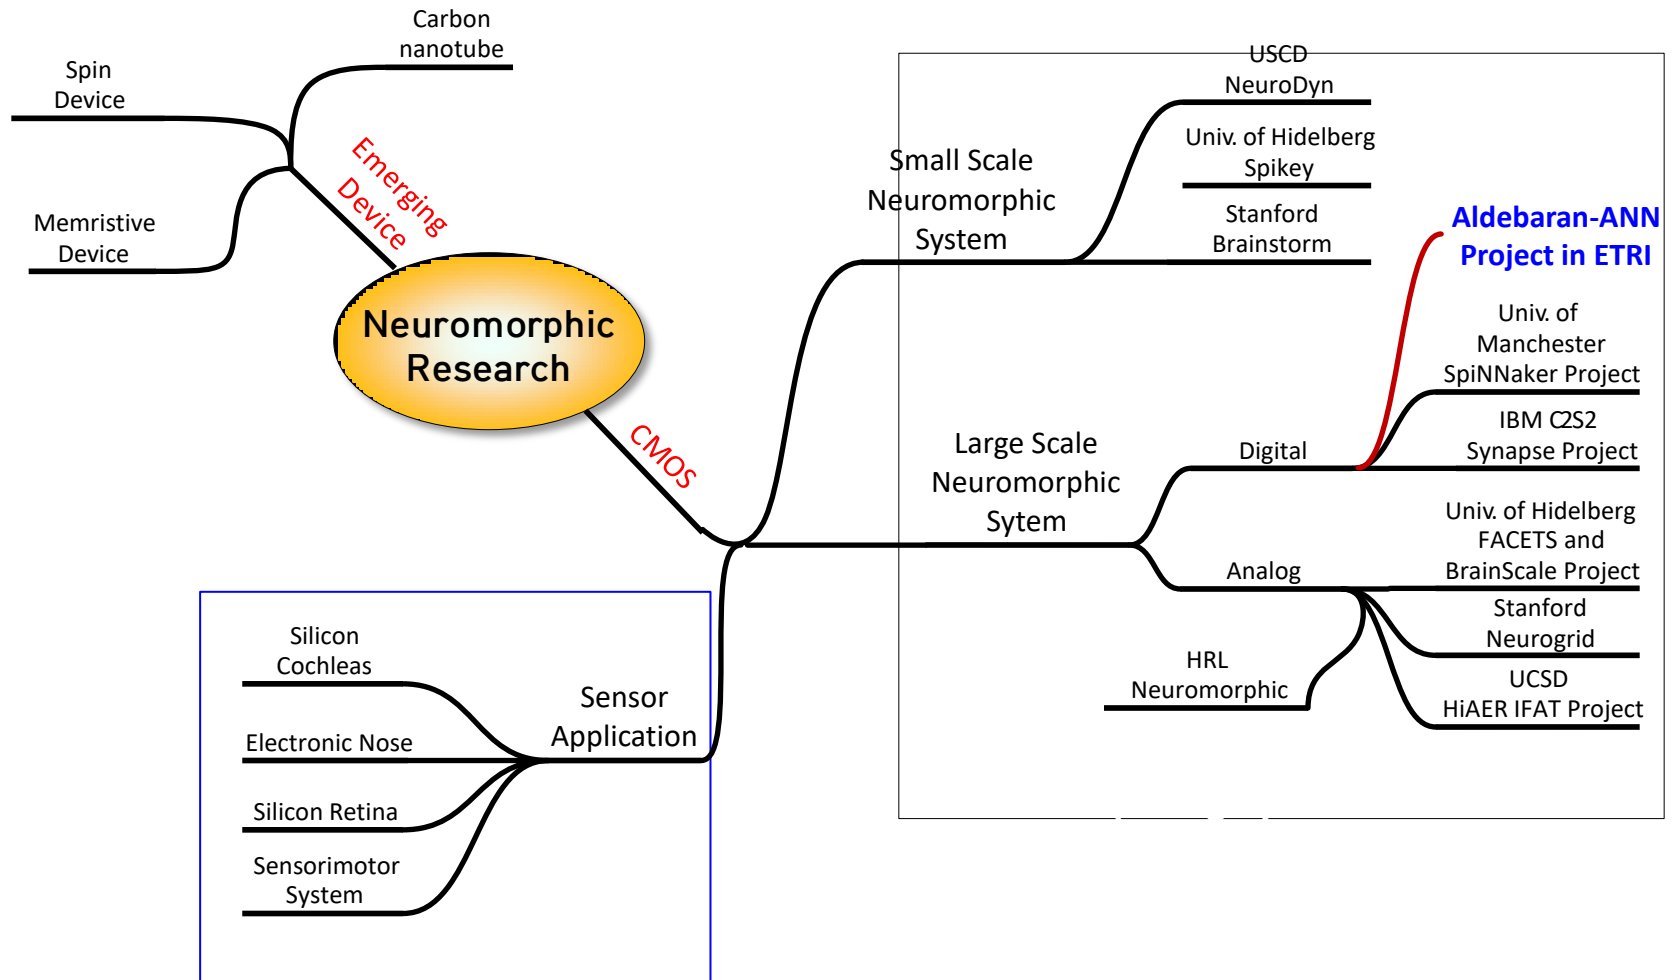 Carbon
nanotube
Spin
Device
Memristive
Device
Emerging
Device
Neuromorphic
Research
CMOS
Small Scale
Neuromorphic
System
USCD
NeuroDyn
Univ. of Hidelberg
Spikey
Stanford
Brainstorm
Aldebaran-ANN
Project in ETRI
Large Scale
Neuromorphic
Sytem
Digital
Univ. of
Manchester
SpiNNaker Project
IBM C2S2
Synapse Project
Analog
Univ. of Hidelberg
FACETS and
BrainScale Project
Stanford
Neurogrid
UCSD
HiAER IFAT Project
HRL
Neuromorphic
Sensor
Application
Silicon
Cochleas
Electronic Nose
Silicon Retina
Sensorimotor
System